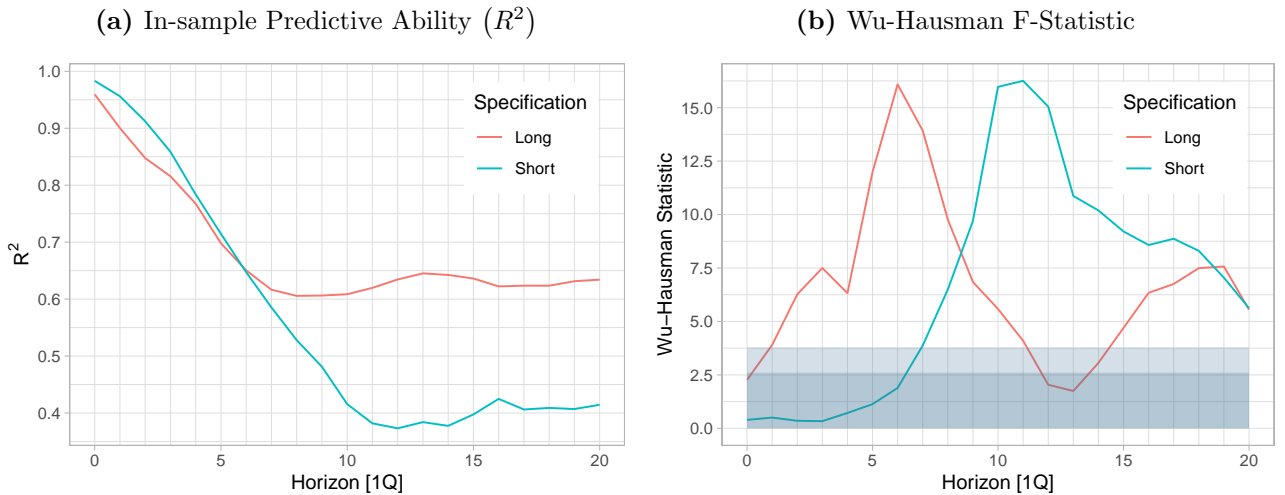 (a) In-sample Predictive Ability (R²)
1.0
0.9
0.8
0.7
0.6
0.5
0.4
R²
0
5
10
15
20
Horizon [1Q]
Specification
Long
Short
(b) Wu-Hausman F-Statistic
15.0
12.5
10.0
7.5
5.0
2.5
0.0
Wu−Hausman Statistic
0
5
10
15
20
Horizon [1Q]
Specification
Long
Short